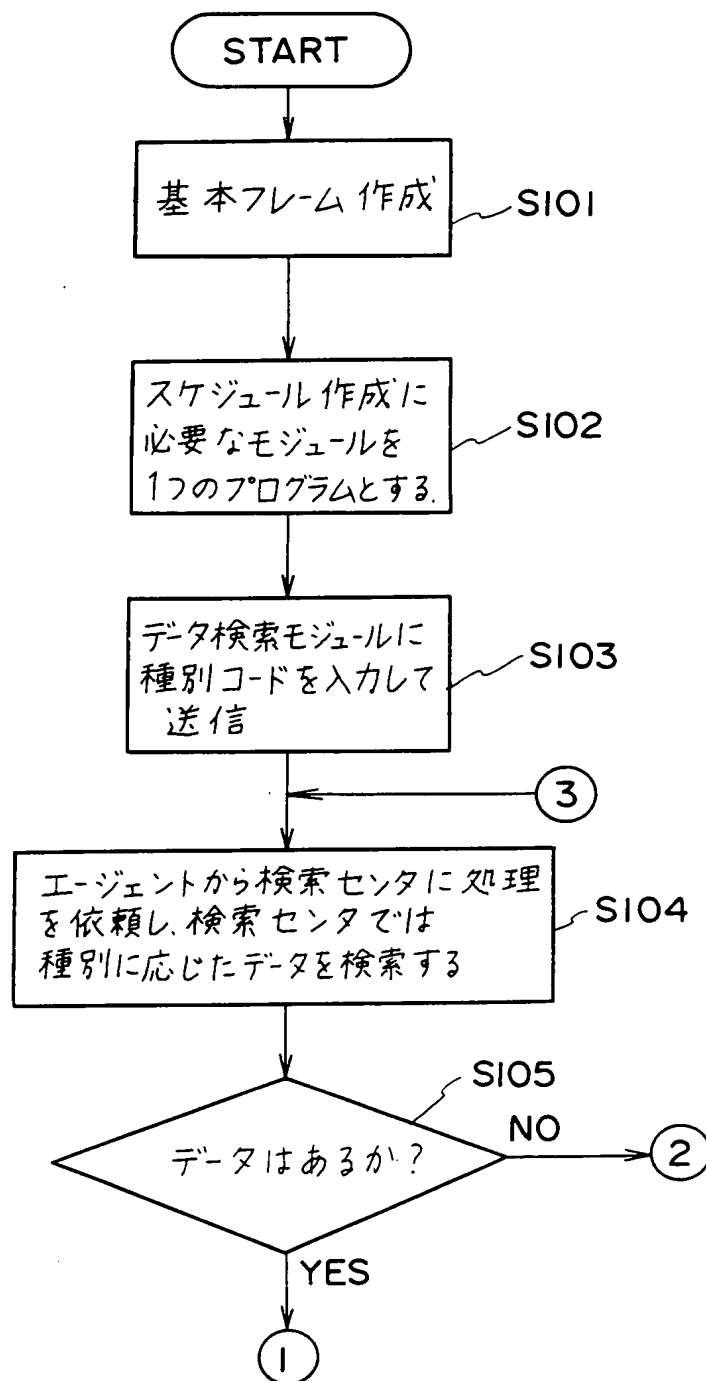 START
基本フレーム作成
S101
スケジュール作成に
必要なモジュールを
1つのプログラムとする.
S102
データ検索モジュールに
種別コードを入力して
送信
S103
3
エージェントから検索センタに処理
を依頼し、検索センタでは
種別に応じたデータを検索する
S104
S105
データはあるか?
NO
2
YES
1